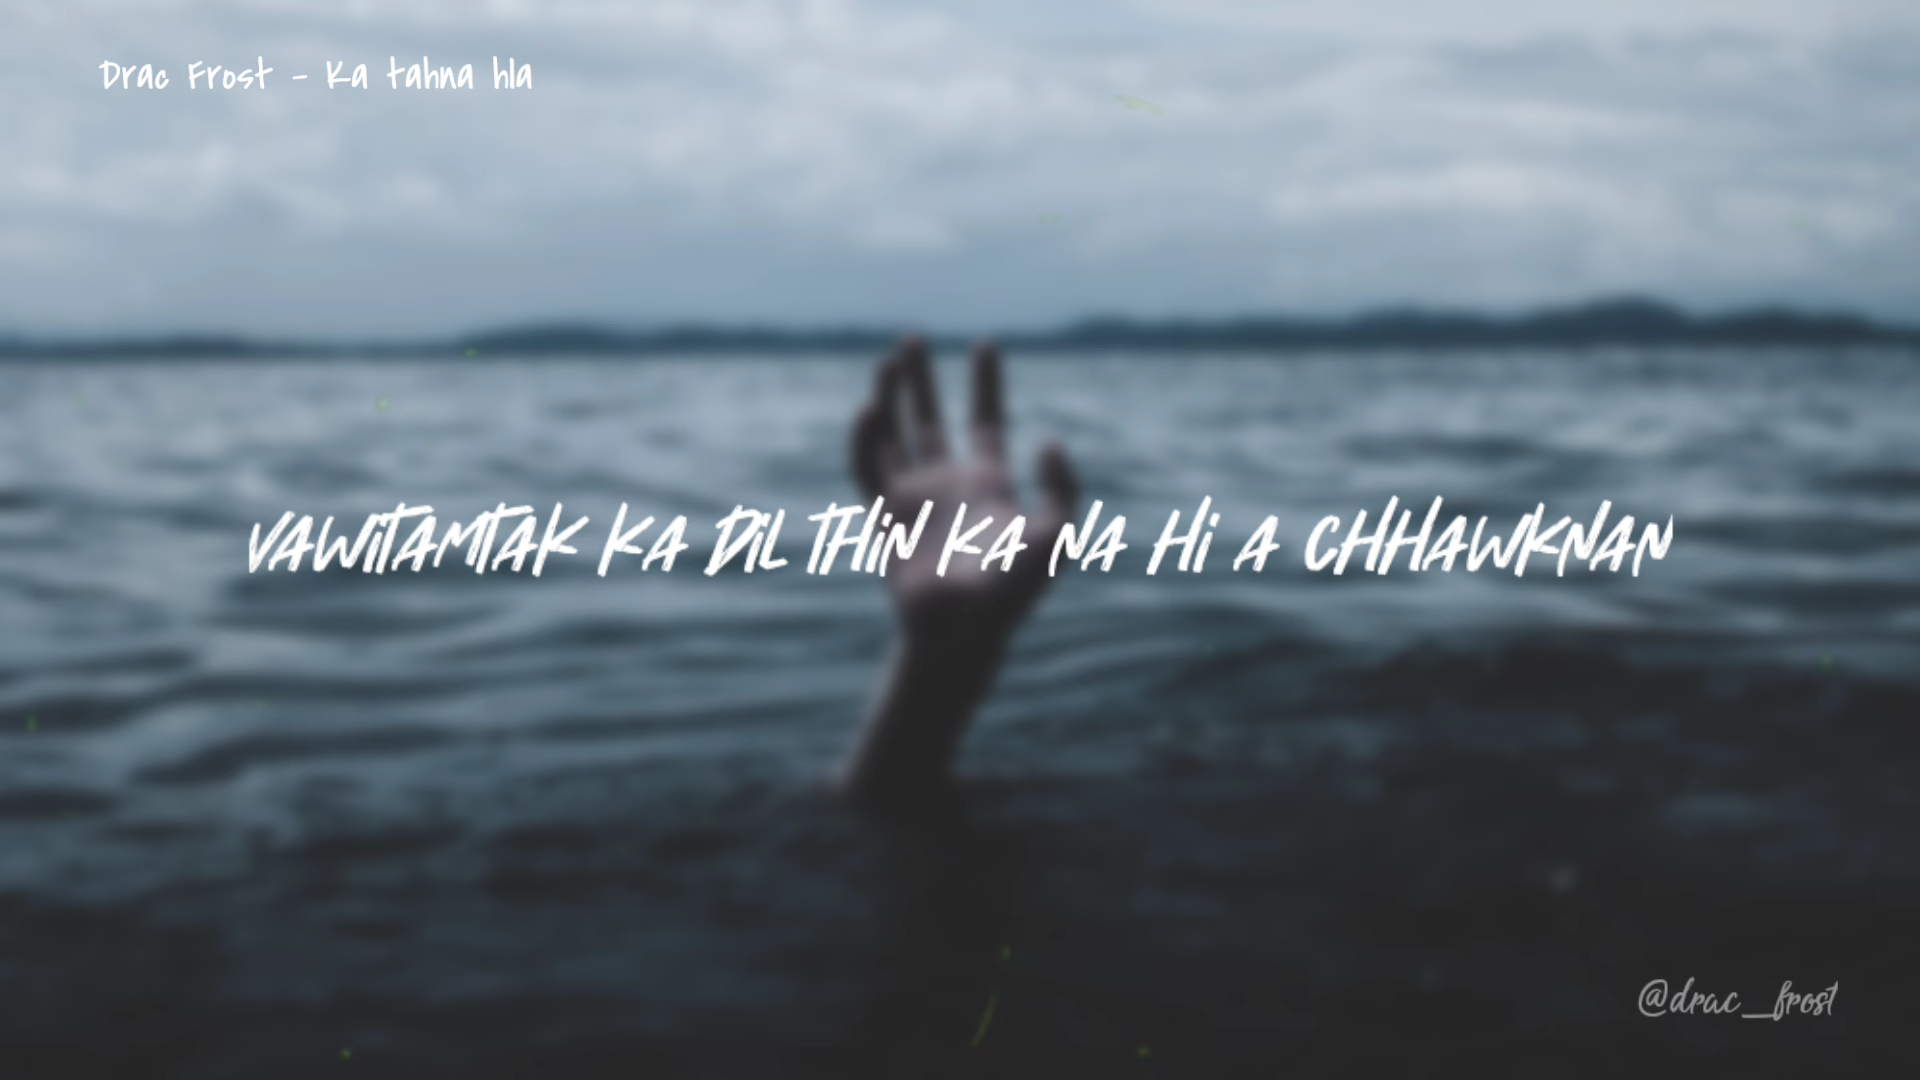 Drac Frost - Ka tahna hla
VAWITAMTAK KA DIL THIN KA NA HI A CHHAWKNAN
@drac_frost